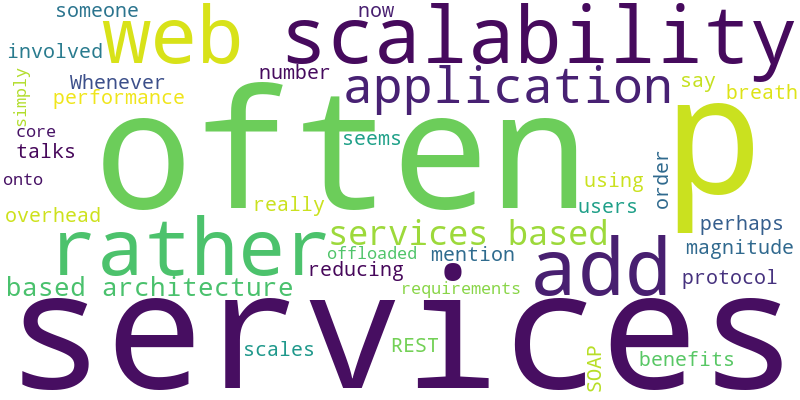 someone
now
web
scalability
involved
Whenever
number
application
say
breath
simply
performance
often
p
core
seems
talks
onto
using
order
overhead
really
users
rather
services based
perhaps
offloaded
mention
magnitude
add
reducing
based architecture
requirements
protocol
services
scales
REST
SOAP
benefits